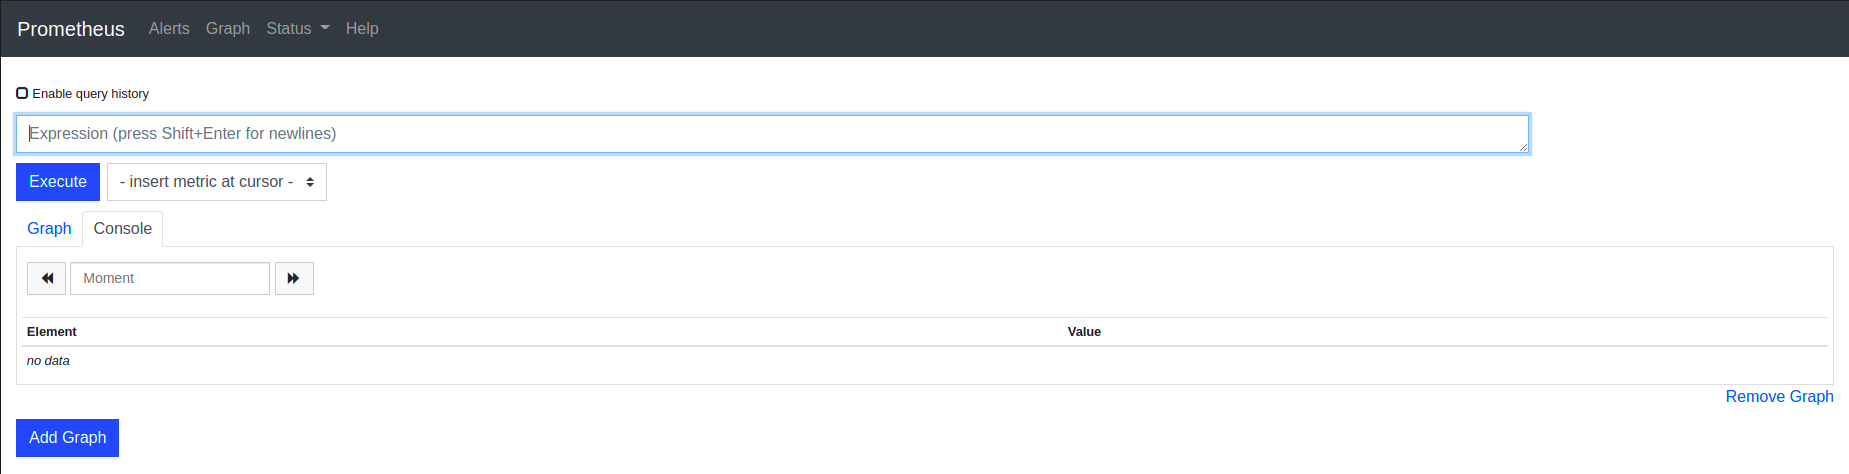 Prometheus Alerts Graph Status Help
Enable query history
Expression (press Shift+Enter for newlines)
Execute - insert metric at cursor -
Graph Console
Moment
Element Value
no data
Remove Graph
Add Graph